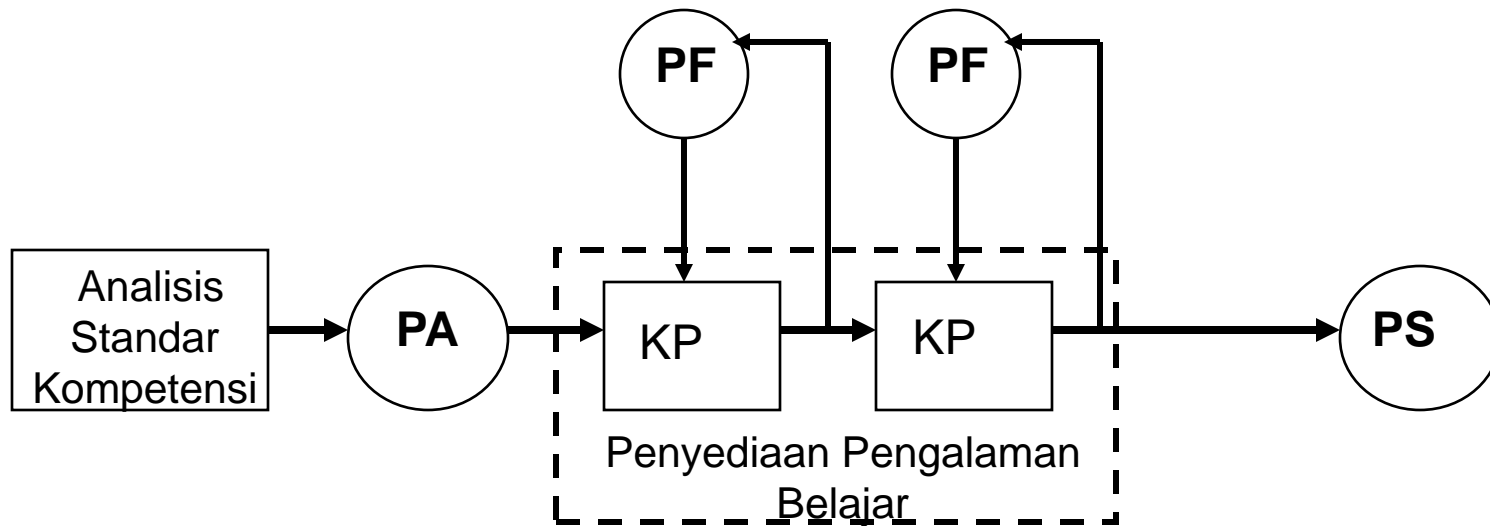 PF
PF
Analisis
Standar
Kompetensi
PA
KP
KP
PS
Penyediaan Pengalaman
Belajar